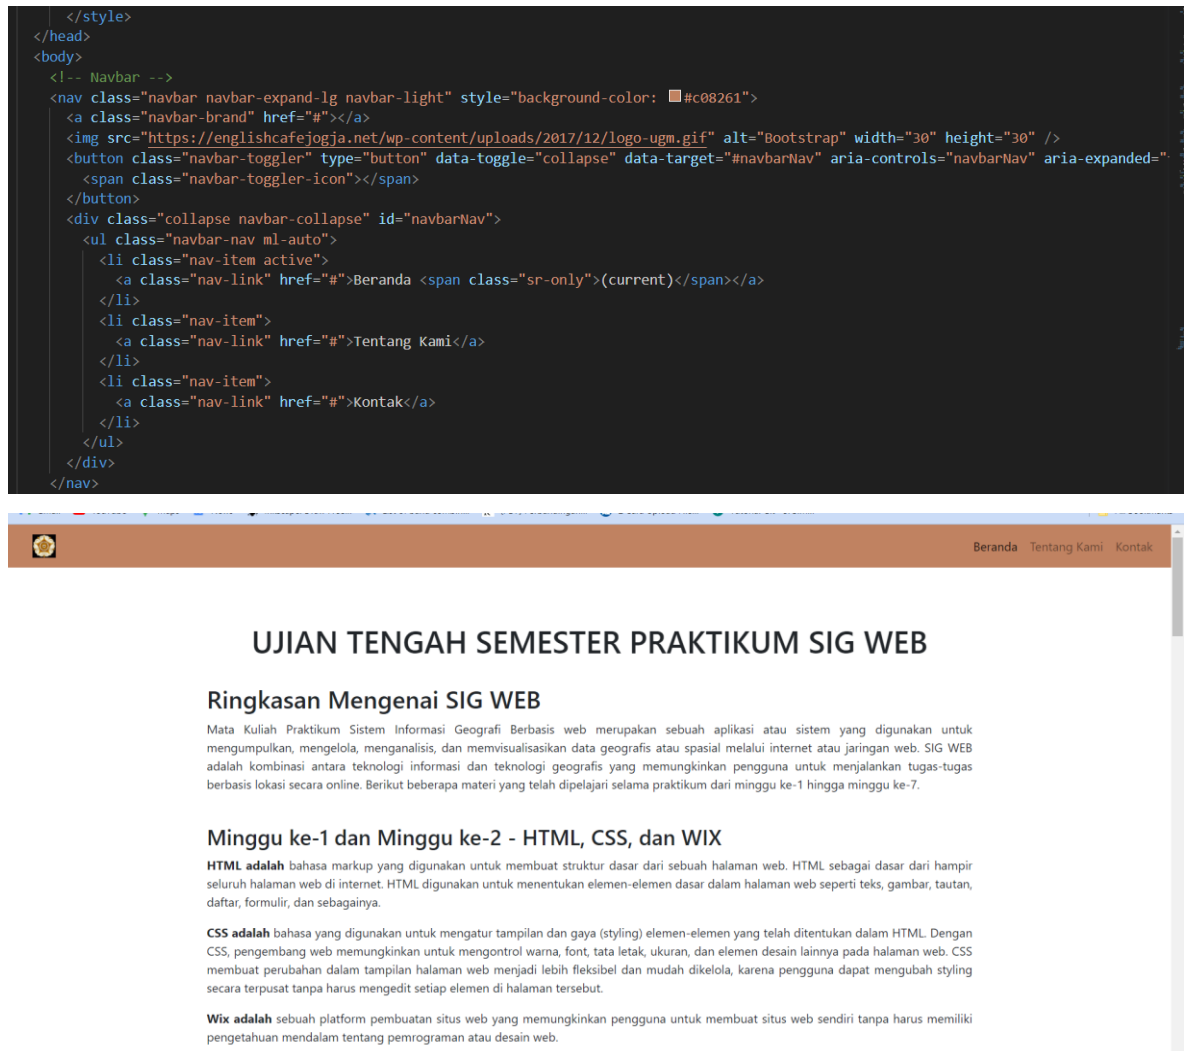 </style>
</head>
<body>
<!-- Navbar -->
<nav class="navbar navbar-expand-lg navbar-light" style="background-color: #c08261">
<a class="navbar-brand" href="#"></a>
<img src="https://englishcafejogja.net/wp-content/uploads/2017/12/logo-ugm.gif" alt="Bootstrap" width="30" height="30" />
<button class="navbar-toggler" type="button" data-toggle="collapse" data-target="#navbarNav" aria-controls="navbarNav" aria-expanded="
<span class="navbar-toggler-icon"></span>
</button>
<div class="collapse navbar-collapse" id="navbarNav">
<ul class="navbar-nav ml-auto">
<li class="nav-item active">
<a class="nav-link" href="#">Beranda <span class="sr-only">(current)</span></a>
</li>
<li class="nav-item">
<a class="nav-link" href="#">Tentang Kami</a>
</li>
<li class="nav-item">
<a class="nav-link" href="#">Kontak</a>
</li>
</ul>
</div>
</nav>
Beranda Tentang Kami Kontak
UJIAN TENGAH SEMESTER PRAKTIKUM SIG WEB
Ringkasan Mengenai SIG WEB
Mata Kuliah Praktikum Sistem Informasi Geografi Berbasis web merupakan sebuah aplikasi atau sistem yang digunakan untuk
mengumpulkan, mengelola, menganalisis, dan memvisualisasikan data geografis atau spasial melalui internet atau jaringan web. SIG WEB
adalah kombinasi antara teknologi informasi dan teknologi geografis yang memungkinkan pengguna untuk menjalankan tugas-tugas
berbasis lokasi secara online. Berikut beberapa materi yang telah dipelajari selama praktikum dari minggu ke-1 hingga minggu ke-7.
Minggu ke-1 dan Minggu ke-2 - HTML, CSS, dan WIX
HTML adalah bahasa markup yang digunakan untuk membuat struktur dasar dari sebuah halaman web. HTML sebagai dasar dari hampir
seluruh halaman web di internet. HTML digunakan untuk menentukan elemen-elemen dasar dalam halaman web seperti teks, gambar, tautan,
daftar, formulir, dan sebagainya.
CSS adalah bahasa yang digunakan untuk mengatur tampilan dan gaya (styling) elemen-elemen yang telah ditentukan dalam HTML. Dengan
CSS, pengembang web memungkinkan untuk mengontrol warna, font, tata letak, ukuran, dan elemen desain lainnya pada halaman web. CSS
membuat perubahan dalam tampilan halaman web menjadi lebih fleksibel dan mudah dikelola, karena pengguna dapat mengubah styling
secara terpusat tanpa harus mengedit setiap elemen di halaman tersebut.
Wix adalah sebuah platform pembuatan situs web yang memungkinkan pengguna untuk membuat situs web sendiri tanpa harus memiliki
pengetahuan mendalam tentang pemrograman atau desain web.